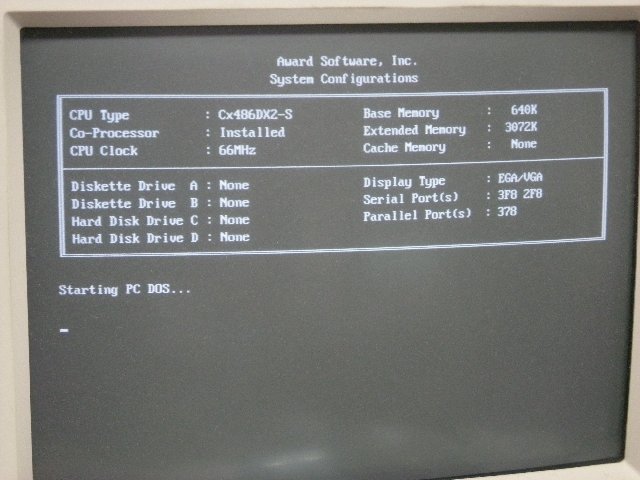 Award Software, Inc.
System Configurations
CPU Type : Cx486DX2-S Base Memory : 640K
Co-Processor : Installed Extended Memory : 3072K
CPU Clock : 66MHz Cache Memory : None
Diskette Drive A : None Display Type : EGA/VGA
Diskette Drive B : None Serial Port(s) : 3F8 2F8
Hard Disk Drive C : None Parallel Port(s) : 378
Hard Disk Drive D : None
Starting PC DOS...
_